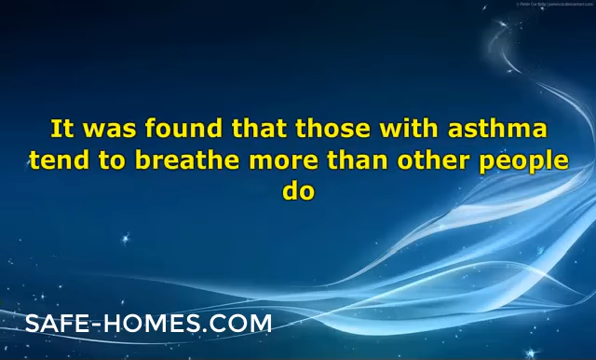 It was found that those with asthma
tend to breathe more than other people
do
SAFE-HOMES.COM